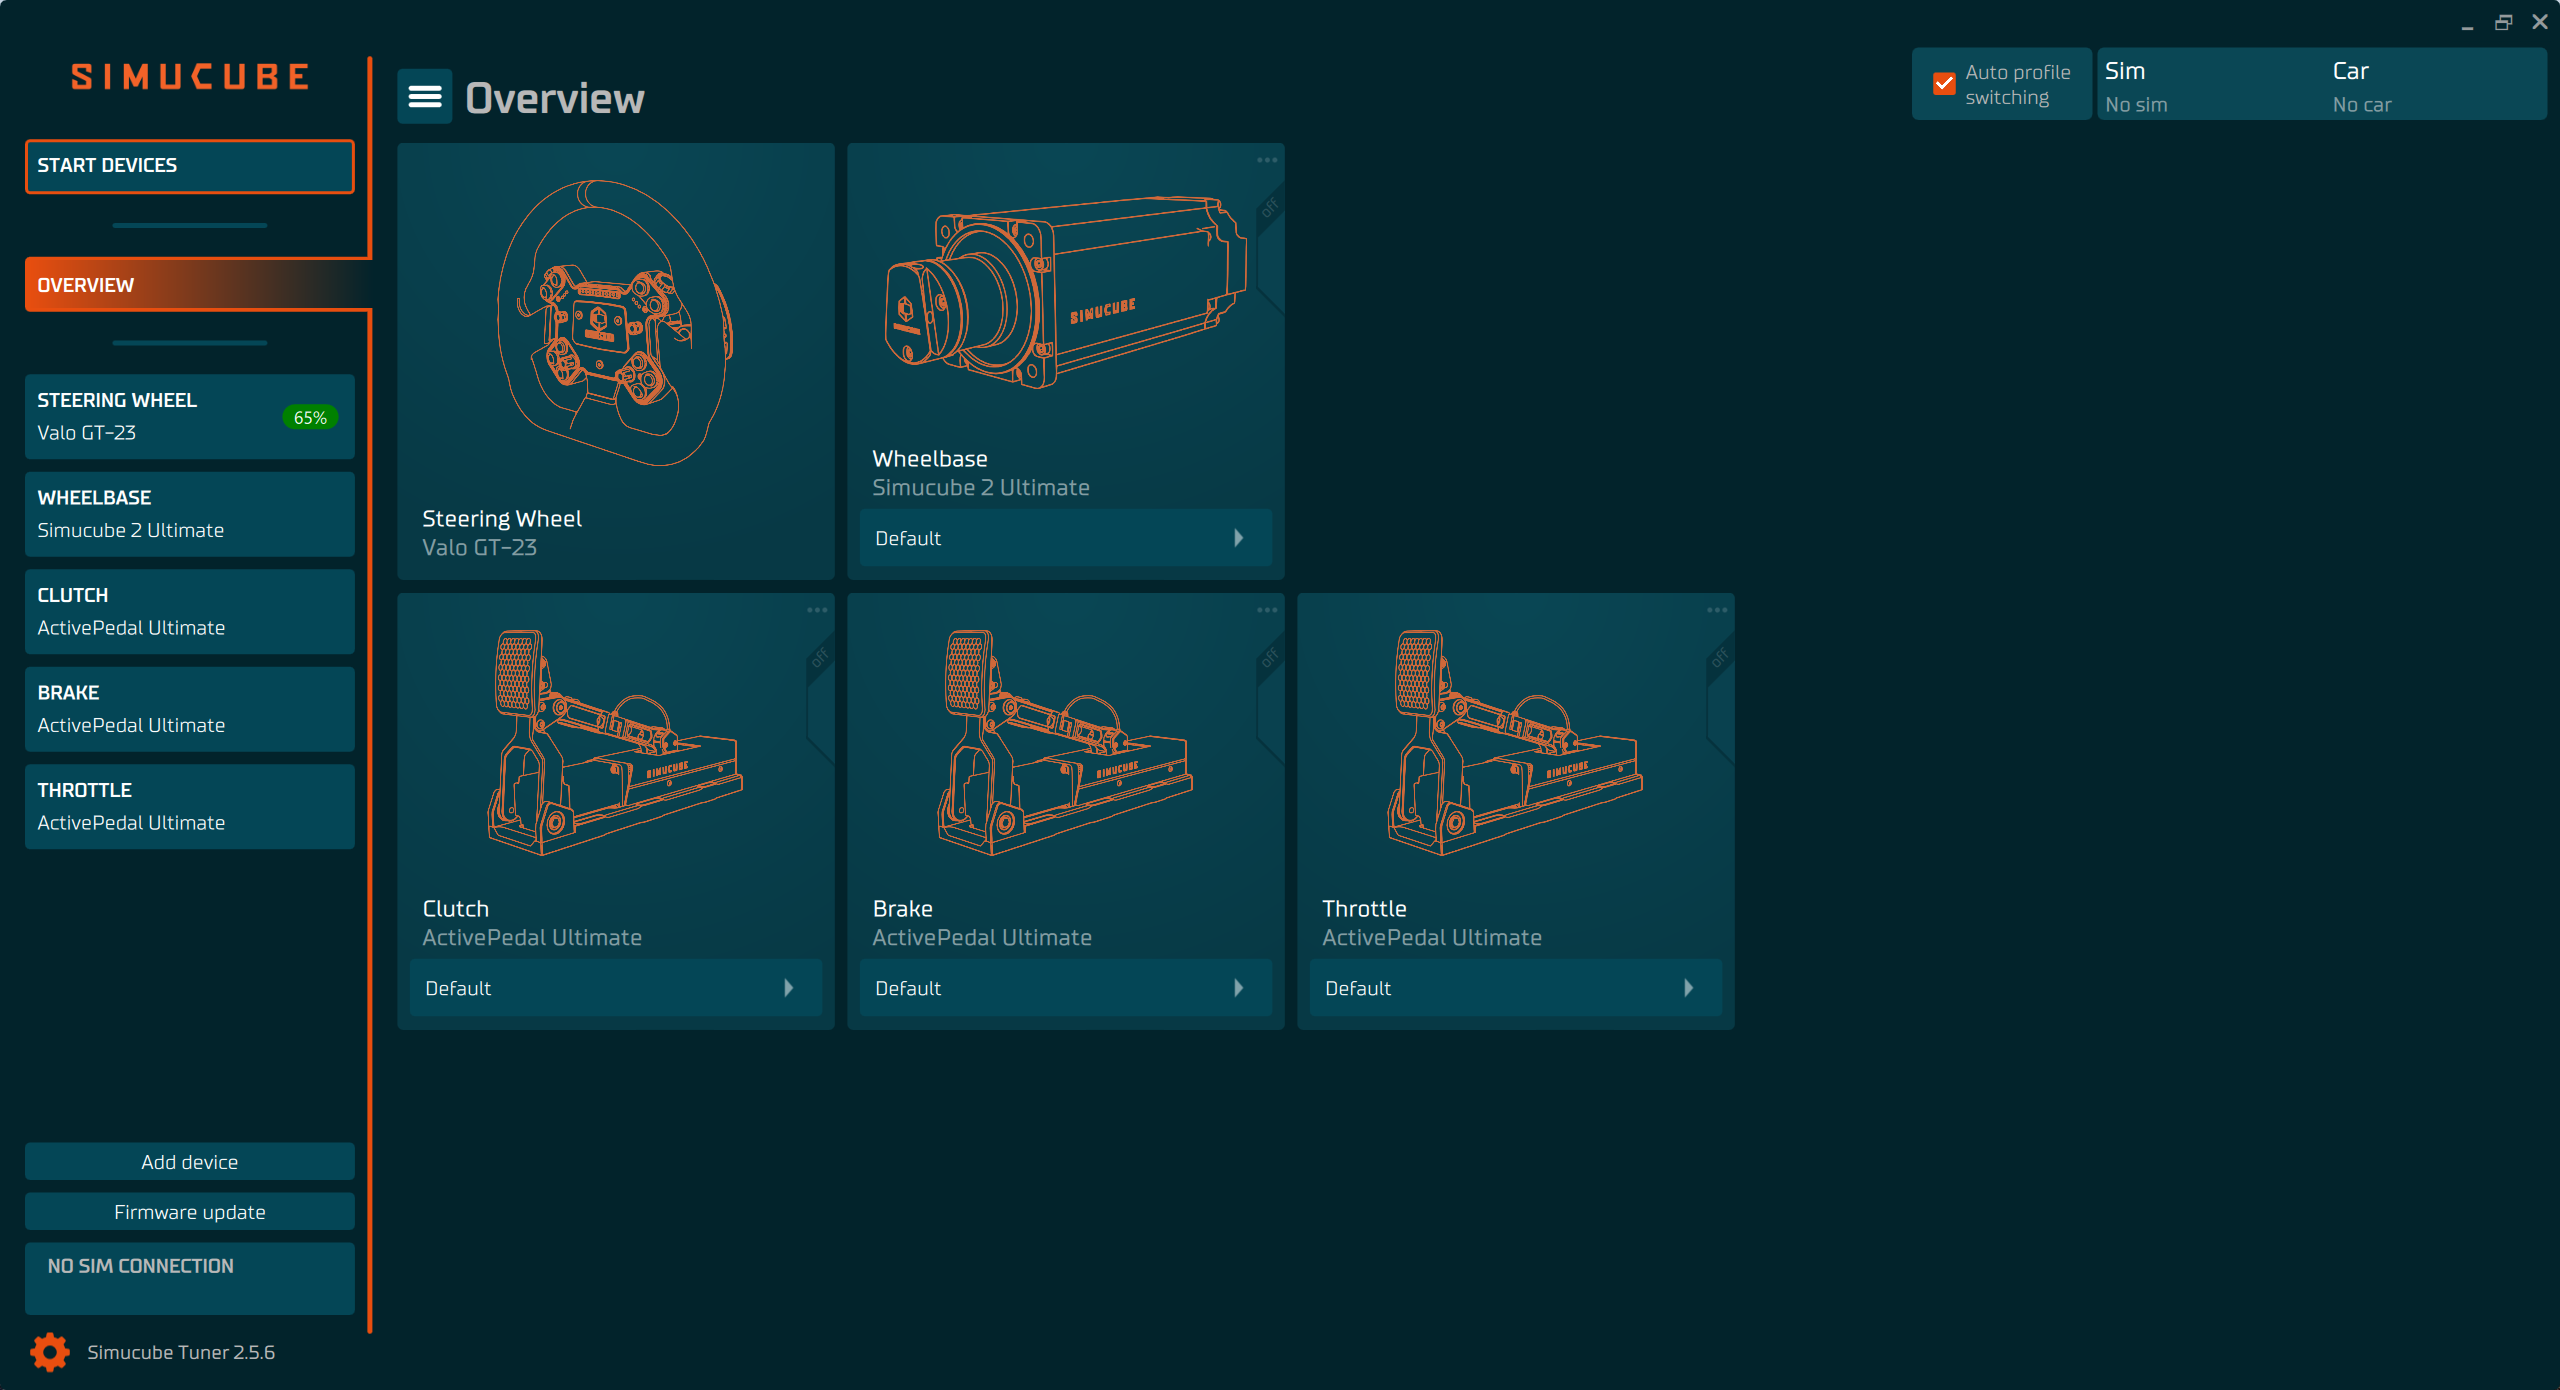 SIMUCUBE
START DEVICES
OVERVIEW
STEERING WHEEL
65%
Valo GT-23
WHEELBASE
Simucube 2 Ultimate
CLUTCH
ActivePedal Ultimate
BRAKE
ActivePedal Ultimate
THROTTLE
ActivePedal Ultimate
Add device
Firmware update
NO SIM CONNECTION
Simucube Tuner 2.5.6
Overview
Auto profile
switching
Sim
No sim
Car
No car
Steering Wheel
Valo GT-23
off
SIMUCUBE
Wheelbase
Simucube 2 Ultimate
Default
off
SIMUCUBE
Clutch
ActivePedal Ultimate
Default
off
SIMUCUBE
Brake
ActivePedal Ultimate
Default
off
SIMUCUBE
Throttle
ActivePedal Ultimate
Default